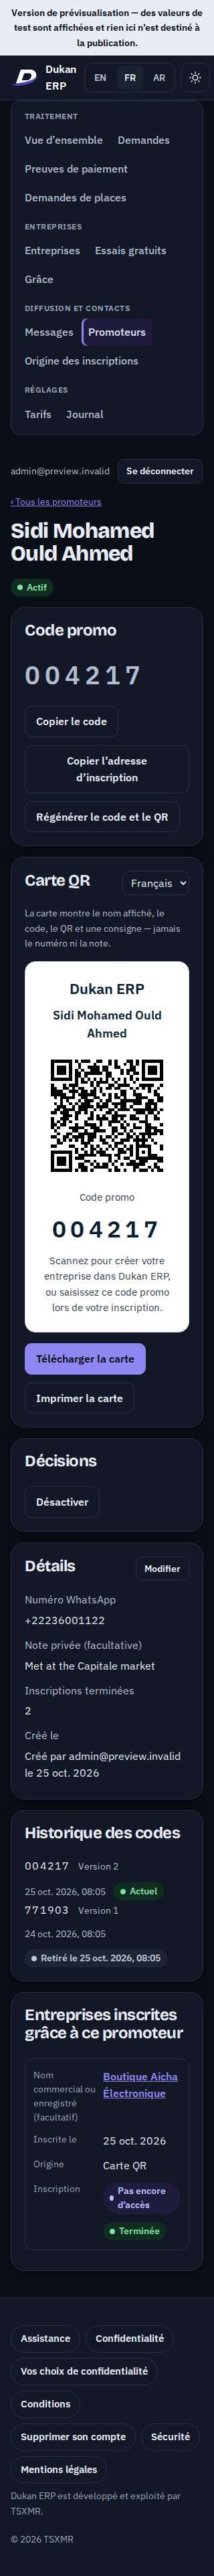 Version de prévisualisation — des valeurs de
test sont affichées et rien ici n’est destiné à
la publication.
Dukan
ERP
EN
FR
AR
TRAITEMENT
Vue d’ensemble
Demandes
Preuves de paiement
Demandes de places
ENTREPRISES
Entreprises
Essais gratuits
Grâce
DIFFUSION ET CONTACTS
Messages
Promoteurs
Origine des inscriptions
RÉGLAGES
Tarifs
Journal
admin@preview.invalid
Se déconnecter
‹ Tous les promoteurs
Sidi Mohamed
Ould Ahmed
Actif
Code promo
004217
Copier le code
Copier l’adresse
d’inscription
Régénérer le code et le QR
Carte QR
Français
La carte montre le nom affiché, le
code, le QR et une consigne — jamais
le numéro ni la note.
Dukan ERP
Sidi Mohamed Ould
Ahmed
Code promo
004217
Scannez pour créer votre
entreprise dans Dukan ERP,
ou saisissez ce code promo
lors de votre inscription.
Télécharger la carte
Imprimer la carte
Décisions
Désactiver
Détails
Modifier
Numéro WhatsApp
+22236001122
Note privée (facultative)
Met at the Capitale market
Inscriptions terminées
2
Créé le
Créé par admin@preview.invalid
le 25 oct. 2026
Historique des codes
004217 Version 2
25 oct. 2026, 08:05 Actuel
771903 Version 1
24 oct. 2026, 08:05
Retiré le 25 oct. 2026, 08:05
Entreprises inscrites
grâce à ce promoteur
Nom
commercial ou
enregistré
(facultatif)
Boutique Aicha
Électronique
Inscrite le
25 oct. 2026
Origine
Carte QR
Inscription
Pas encore
d’accès
Terminée
Assistance
Confidentialité
Vos choix de confidentialité
Conditions
Supprimer son compte
Sécurité
Mentions légales
Dukan ERP est développé et exploité par
TSXMR.
© 2026 TSXMR